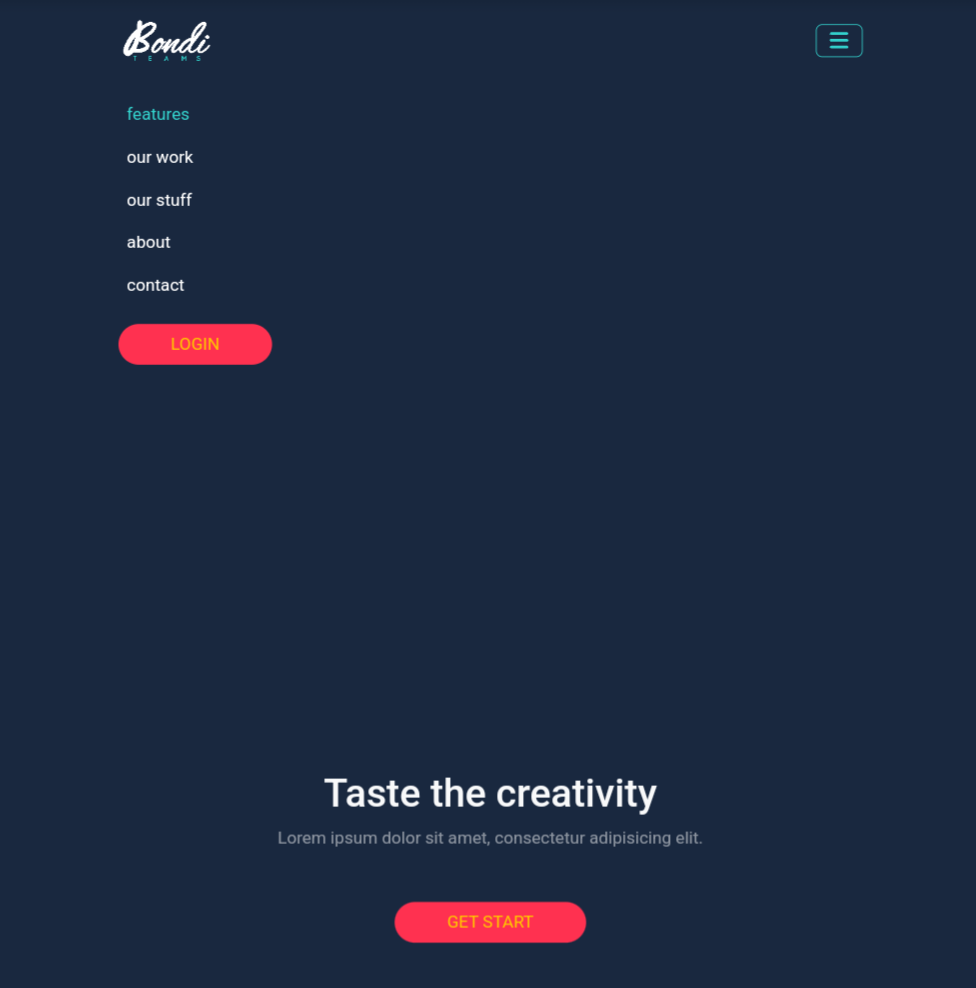 Bondi
TEAMS
features
our work
our stuff
about
contact
LOGIN
Taste the creativity
Lorem ipsum dolor sit amet, consectetur adipisicing elit.
GET START